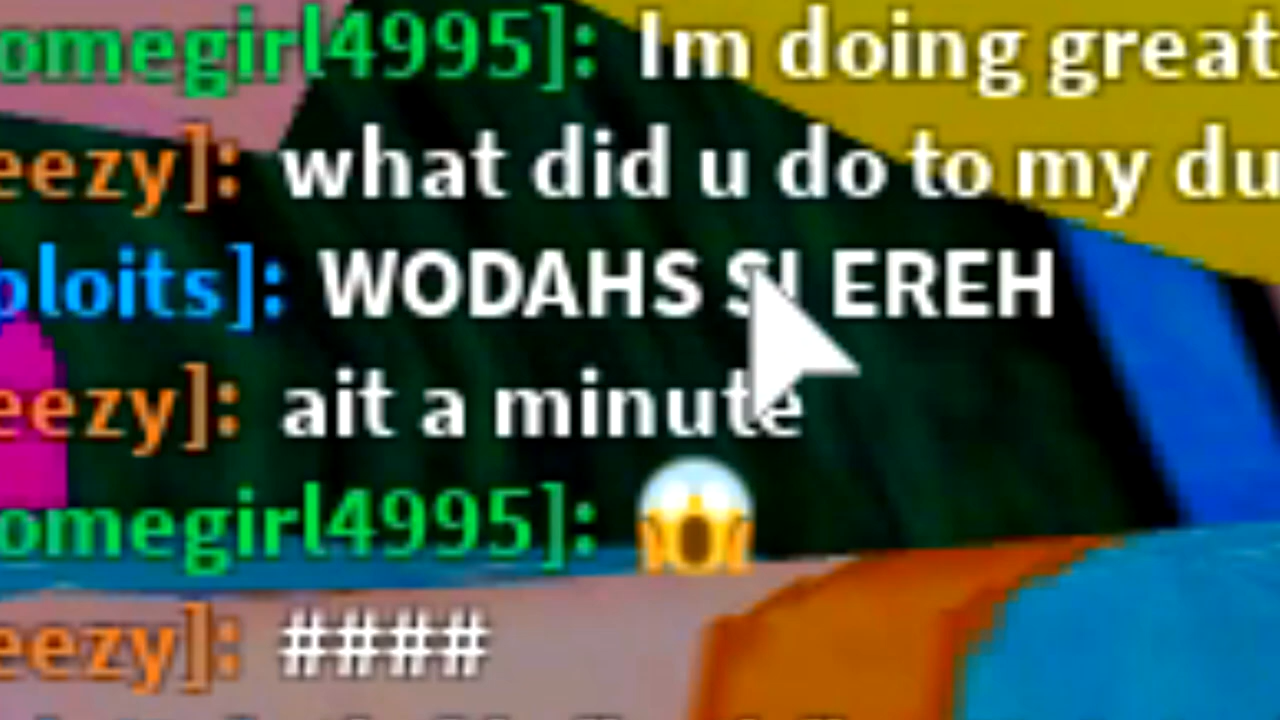 omegirl4995]: Im doing great
eezy]: what did u do to my du
ploits]: WODAHS SI EREH
eezy]: ait a minute
omegirl4995]: 😱
eezy]: ####